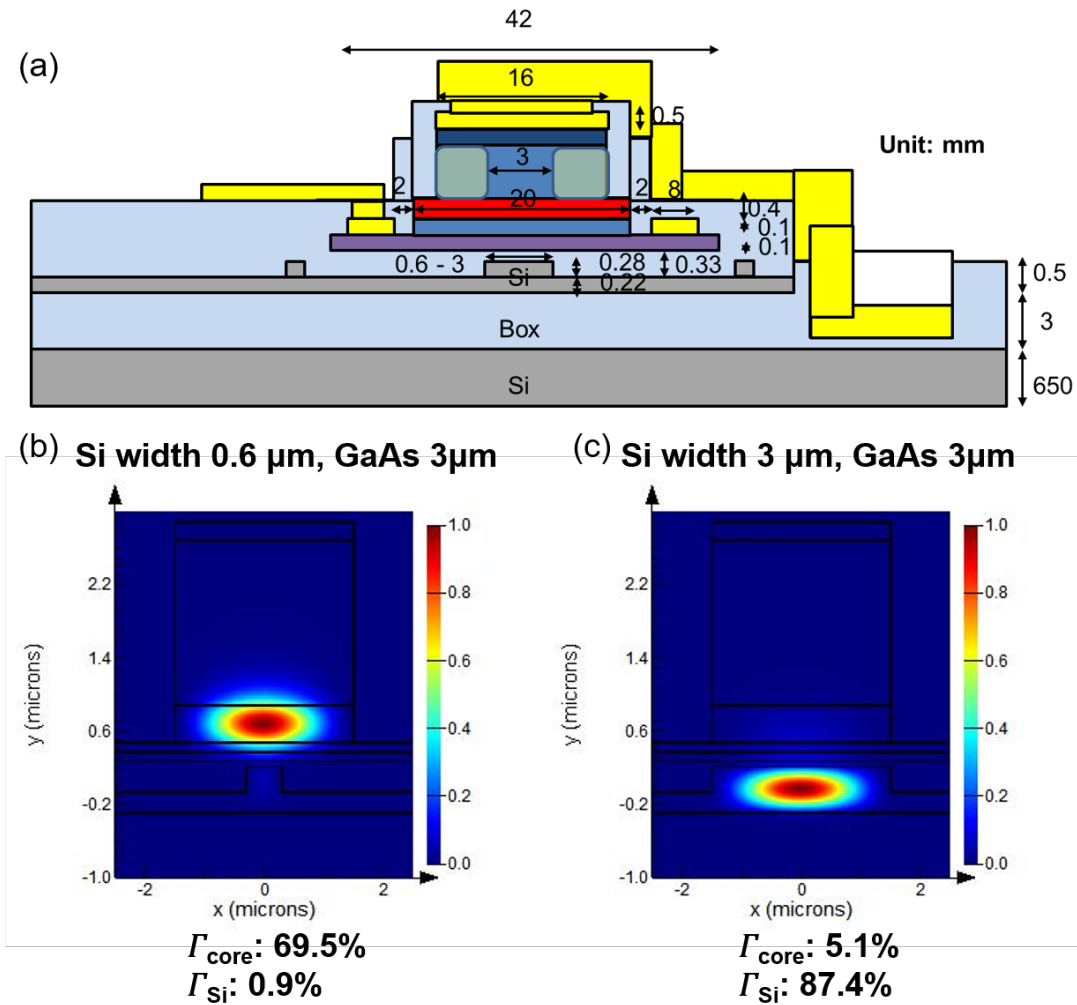 42
(a)
16
0.5
Unit: mm
3
2
20
2
8
0.4
0.1
0.1
0.6 - 3
0.28
0.33
Si
0.22
0.5
Box
3
Si
650
(b)
Si width 0.6 μm, GaAs 3μm
(c)
Si width 3 μm, GaAs 3μm
y (microns)
2.2
1.4
0.6
-0.2
-1.0
-2
0
2
x (microns)
1.0
0.8
0.6
0.4
0.2
0.0
Γcore: 69.5%
ΓSi: 0.9%
y (microns)
2.2
1.4
0.6
-0.2
-1.0
-2
0
2
x (microns)
1.0
0.8
0.6
0.4
0.2
0.0
Γcore: 5.1%
ΓSi: 87.4%